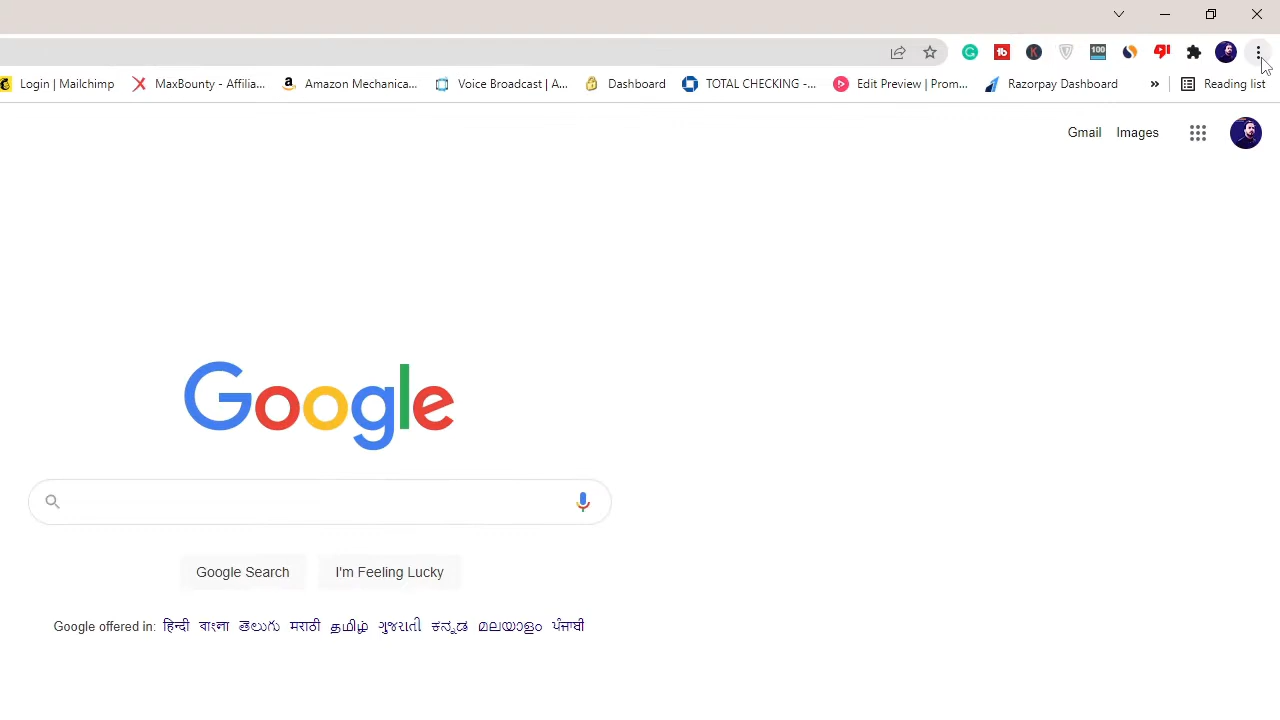 100
Login | Mailchimp MaxBounty - Affilia... Amazon Mechanica... Voice Broadcast | A... Dashboard TOTAL CHECKING -... Edit Preview | Prom... Razorpay Dashboard » Reading list
Gmail Images
Google
Google Search I'm Feeling Lucky
Google offered in: हिन्दी বাংলা తెలుగు मराठी தமிழ் ગુજરાતી ಕನ್ನಡ മലയാളം ਪੰਜਾਬੀ